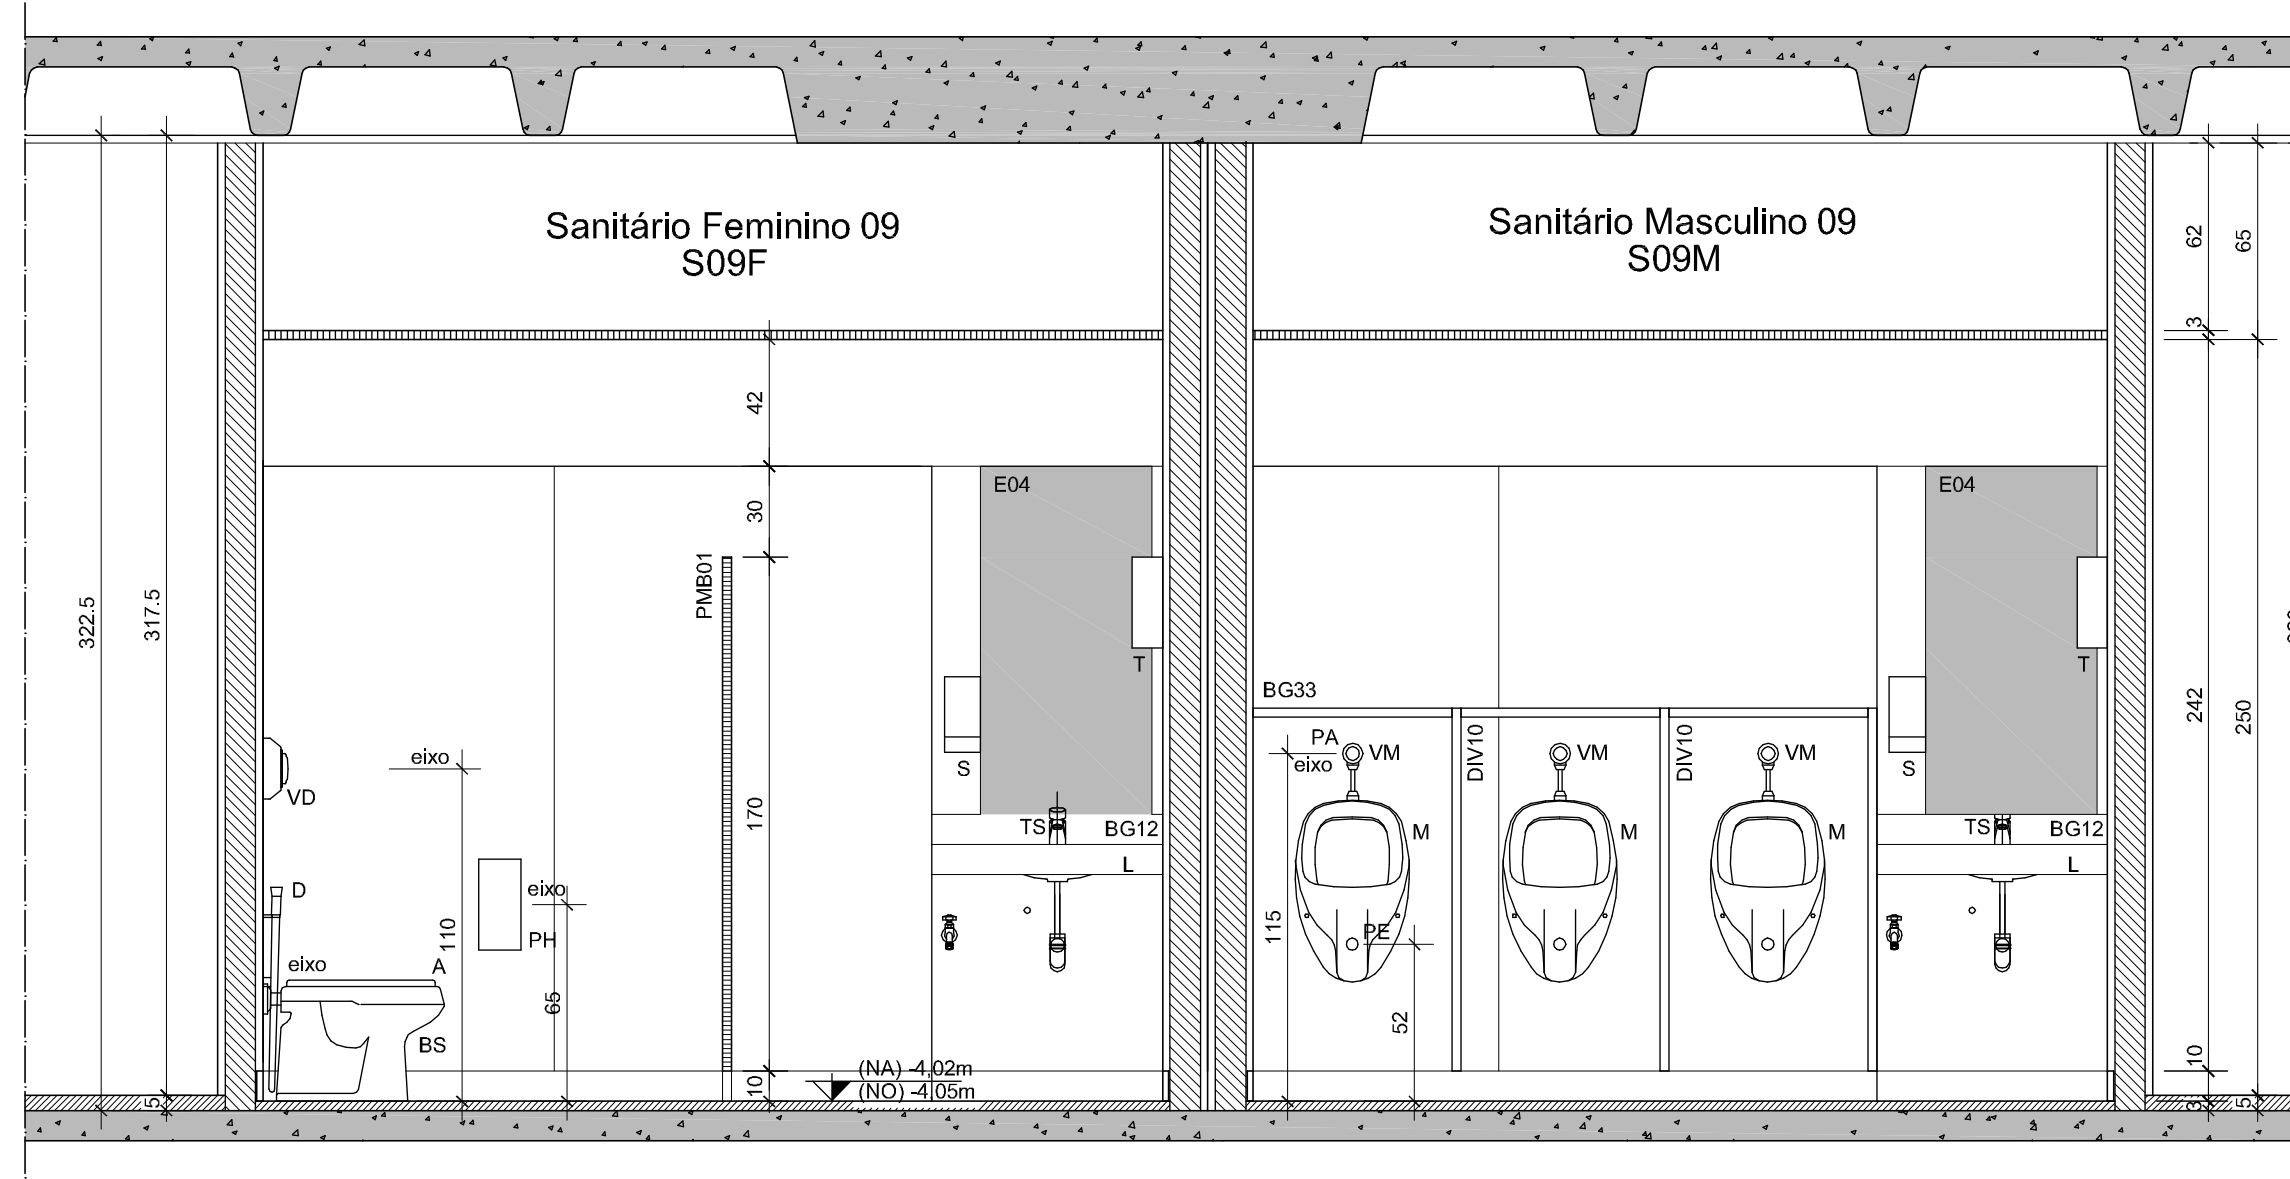 Sanitário Feminino 09
S09F
Sanitário Masculino 09
S09M
62
65
3
42
E04
E04
30
PMB01
322.5
317.5
T
T
BG33
242
250
eixo
VD
S
PA
eixo
VM
DIV10
VM
DIV10
VM
S
170
TS
BG12
L
M
M
M
TS
BG12
L
D
eixo
PH
110
115
PE
eixo
A
65
52
BS
10
(NA) -4,02m
(NO) -4,05m
10
5
3
5